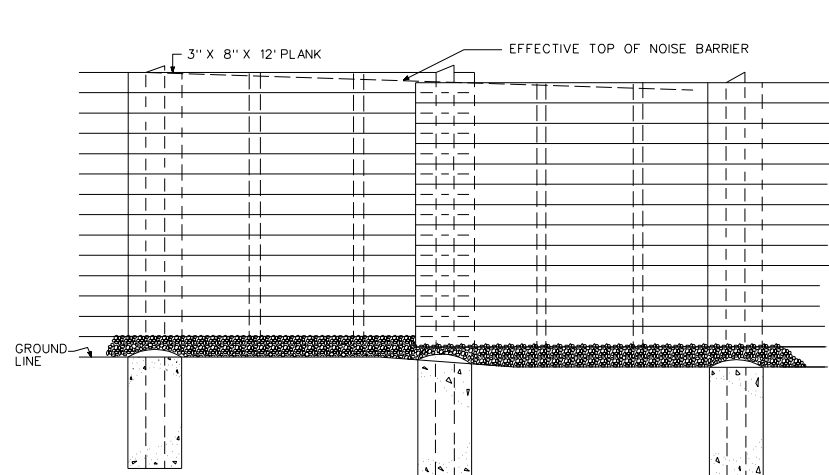 3" X 8" X 12' PLANK
EFFECTIVE TOP OF NOISE BARRIER
GROUND
LINE